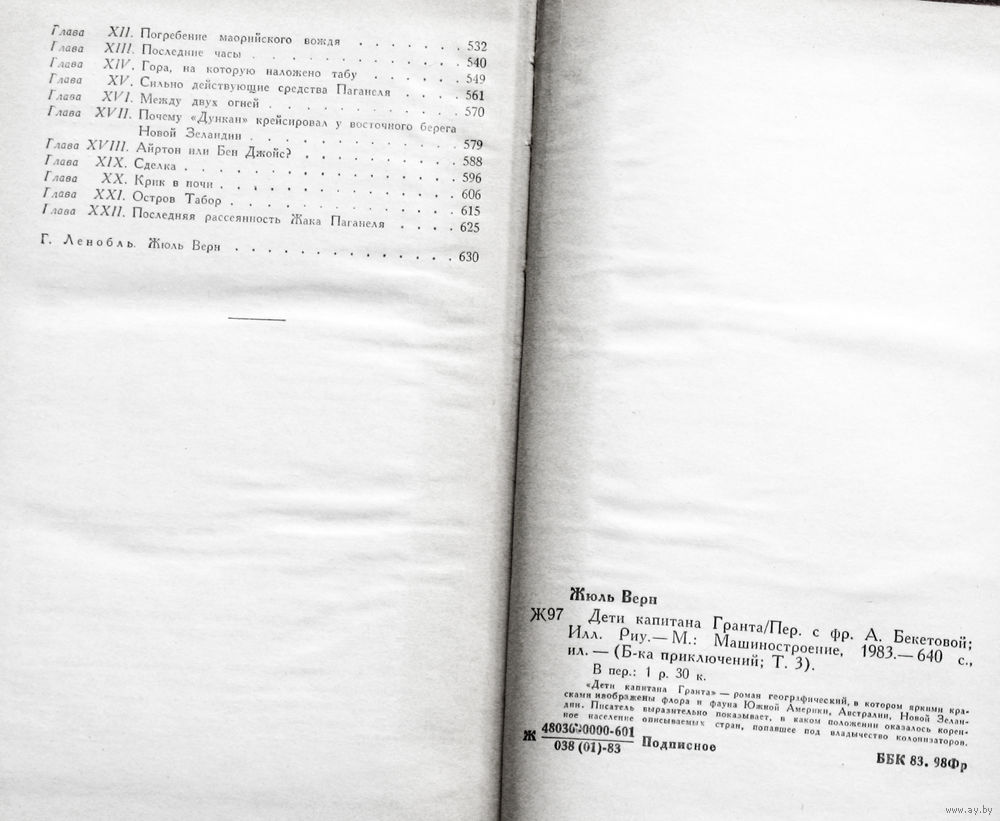 Глава XII. Погребение маорийского вождя . . . . . . . 532
Глава XIII. Последние часы . . . . . . . . . . . . 540
Глава XIV. Гора, на которую наложено табу . . . . . . 549
Глава XV. Сильно действующие средства Паганеля . . . . 561
Глава XVI. Между двух огней . . . . . . . . . . . 570
Глава XVII. Почему «Дункан» крейсировал у восточного берега
Новой Зеландии . . . . . . . . . . . . 579
Глава XVIII. Айртон или Бен Джойс? . . . . . . . . . 588
Глава XIX. Сделка . . . . . . . . . . . . . . . 596
Глава XX. Крик в ночи . . . . . . . . . . . . . 606
Глава XXI. Остров Табор . . . . . . . . . . . . . 615
Глава XXII. Последняя рассеянность Жака Паганеля . . . . 625
Г. Ленобль. Жюль Верн . . . . . . . . . . . . . . 630
Жюль Верн
Ж97 Дети капитана Гранта/Пер. с фр. А. Бекетовой;
Илл. Риу.— М.: Машиностроение, 1983.— 640 с.,
ил. — (Б-ка приключений; Т. 3).
В пер.: 1 р. 30 к.
«Дети капитана Гранта» — роман географический, в котором яркими кра-
сками изображены флора и фауна Южной Америки, Австралии, Новой Зелан-
дии. Писатель выразительно показывает, в каком положении оказалось корен-
ное население описываемых стран, попавшее под владычество колонизаторов.
Ж 4803600000-601
038 (01)-83 Подписное
ББК 83. 98Фр
www.ay.by